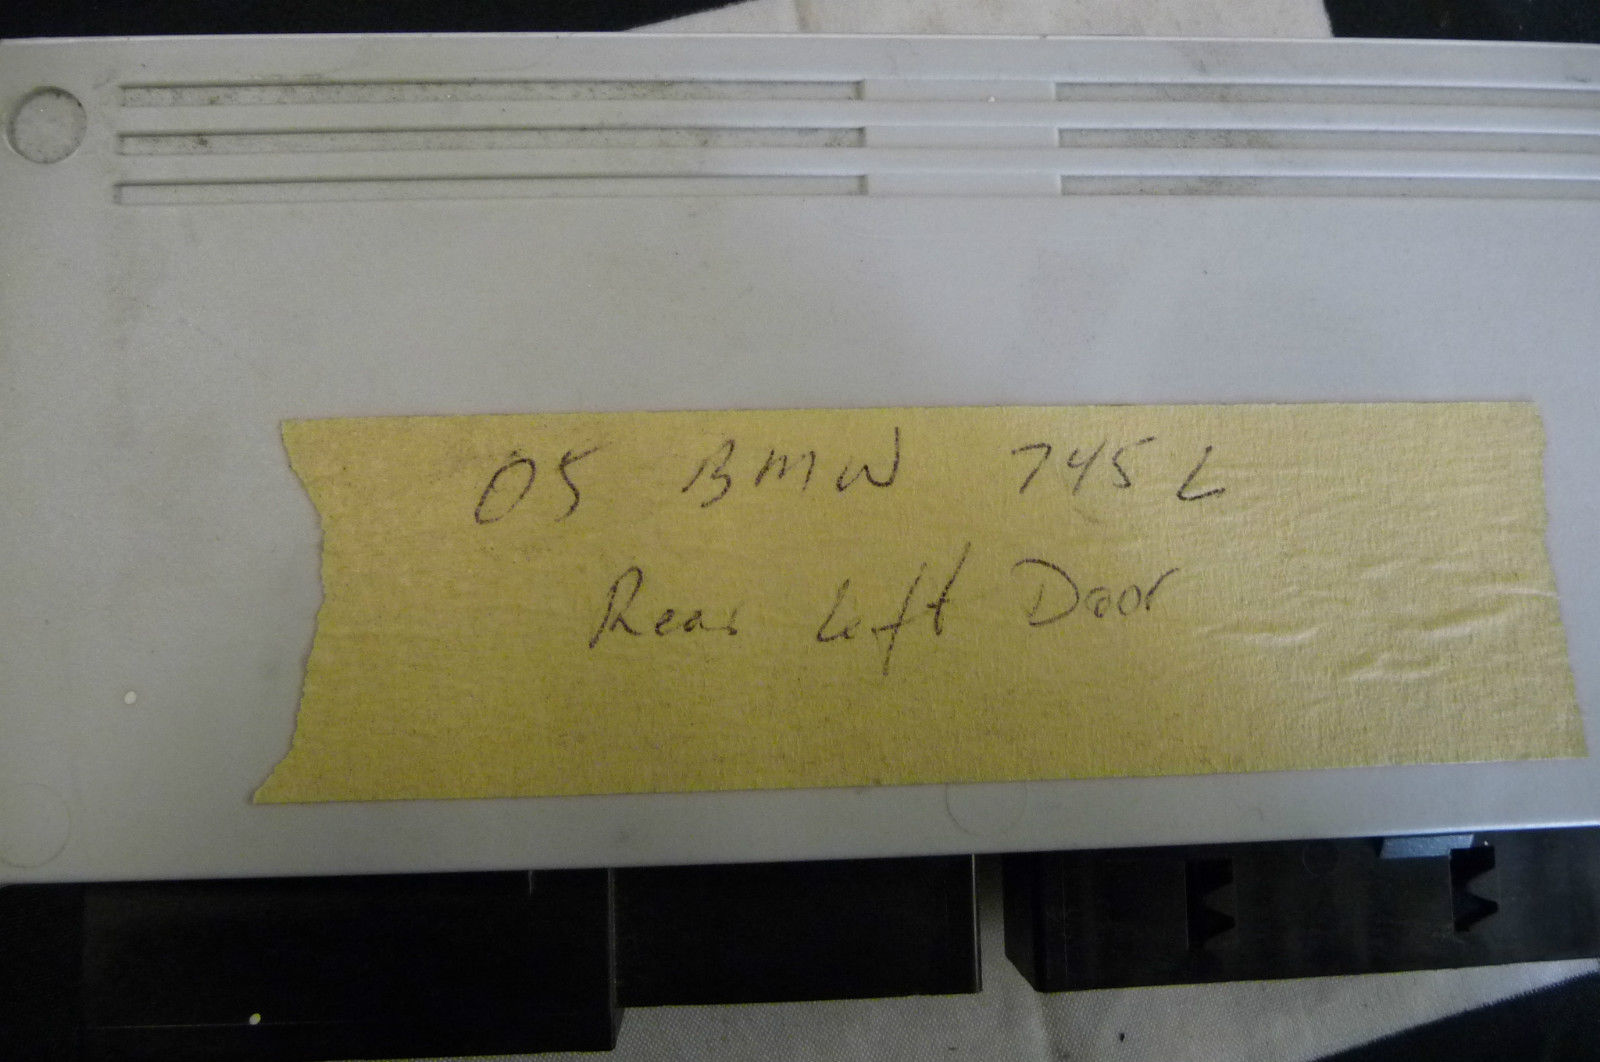 05 BMW 745L
Rear Left Door